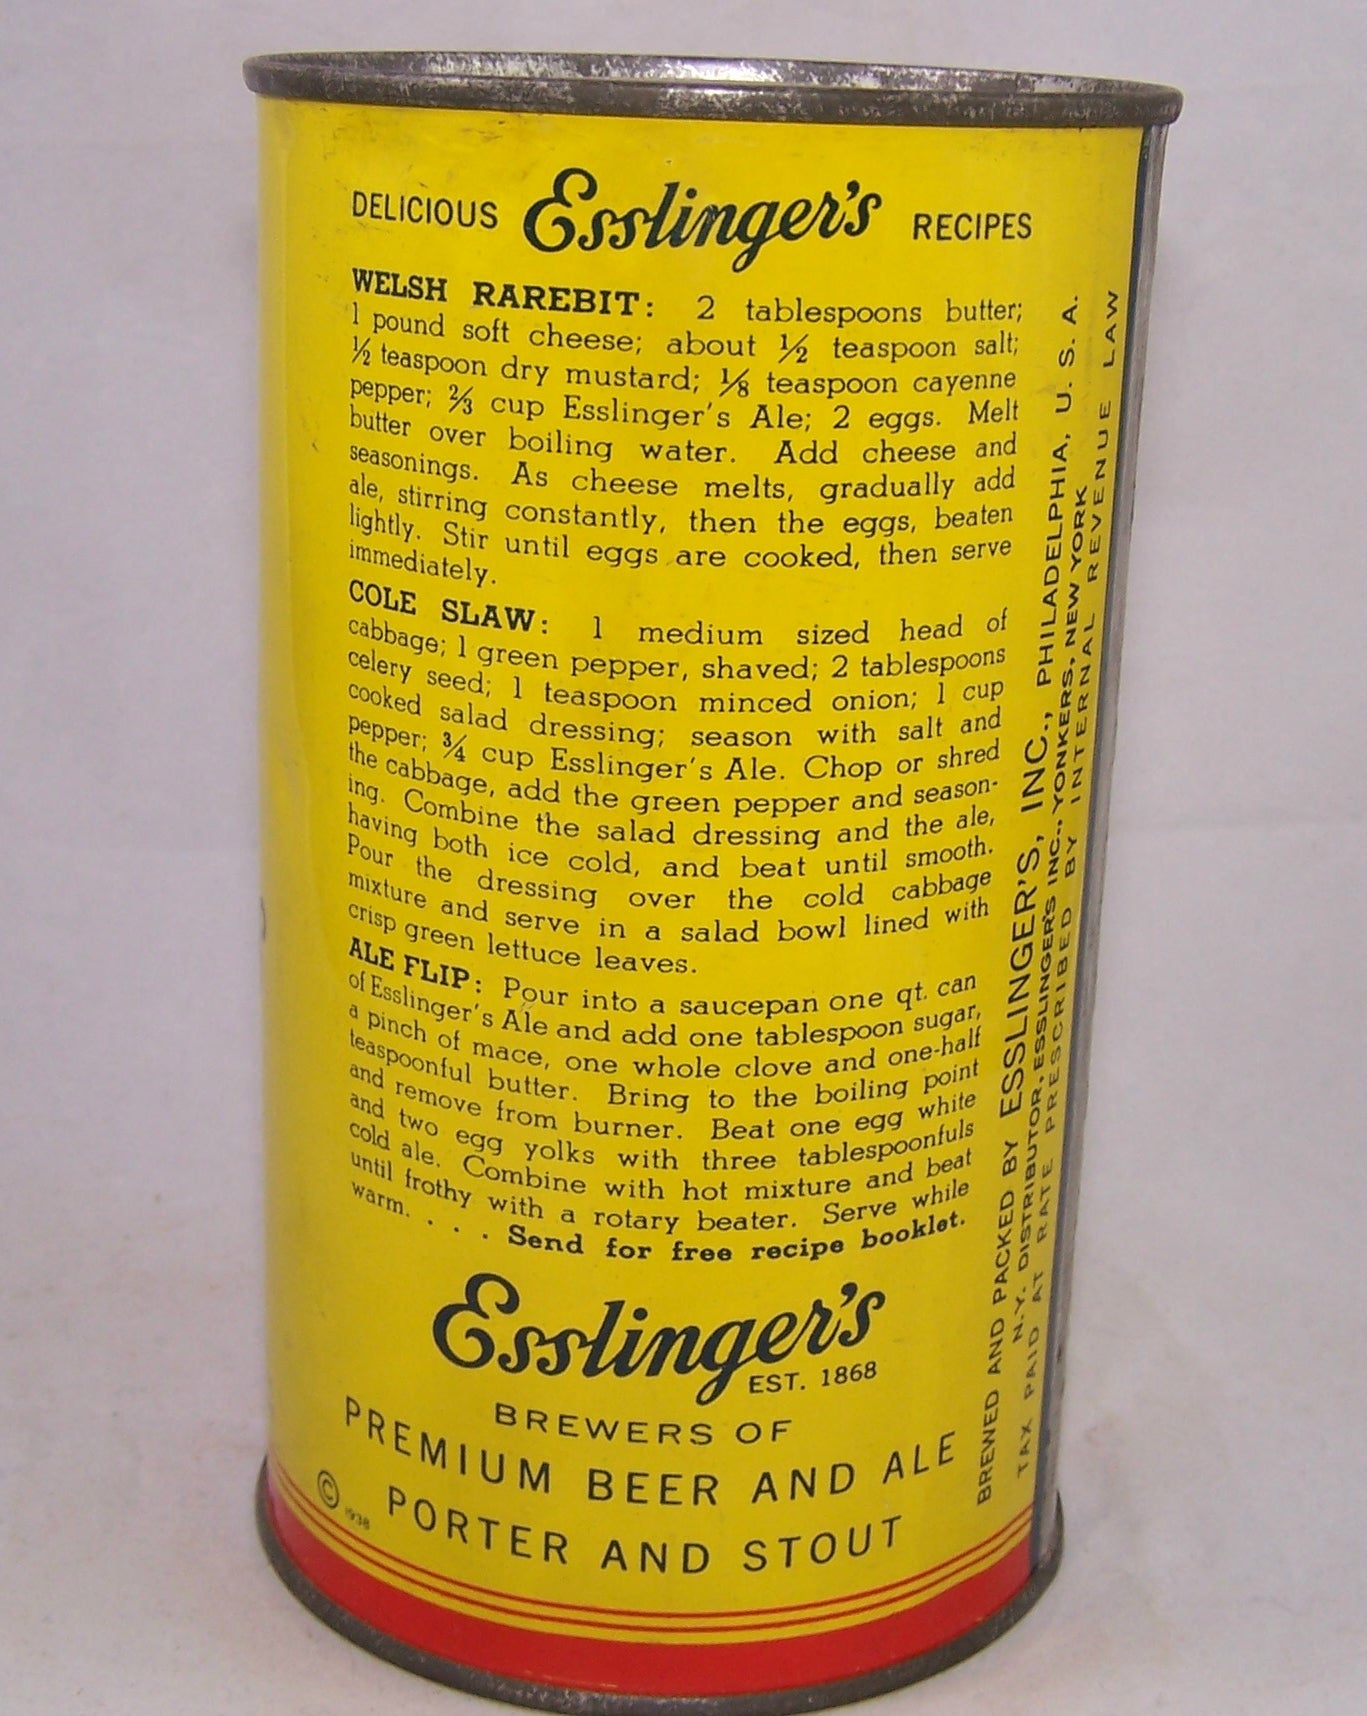 DELICIOUS Esslinger's RECIPES
WELSH RAREBIT: 2 tablespoons butter;
1 pound soft cheese; about ½ teaspoon salt;
½ teaspoon dry mustard; ⅛ teaspoon cayenne
pepper; ⅔ cup Esslinger's Ale; 2 eggs. Melt
butter over boiling water. Add cheese and
seasonings. As cheese melts, gradually add
ale, stirring constantly, then the eggs, beaten
lightly. Stir until eggs are cooked, then serve
immediately.
COLE SLAW: 1 medium sized head of
cabbage; 1 green pepper, shaved; 2 tablespoons
celery seed; 1 teaspoon minced onion; 1 cup
cooked salad dressing; season with salt and
pepper; ¾ cup Esslinger's Ale. Chop or shred
the cabbage, add the green pepper and season-
ing. Combine the salad dressing and the ale,
having both ice cold, and beat until smooth.
Pour the dressing over the cold cabbage
mixture and serve in a salad bowl lined with
crisp green lettuce leaves.
ALE FLIP: Pour into a saucepan one qt. can
of Esslinger's Ale and add one tablespoon sugar,
a pinch of mace, one whole clove and one-half
teaspoonful butter. Bring to the boiling point
and remove from burner. Beat one egg white
and two egg yolks with three tablespoonfuls
cold ale. Combine with hot mixture and beat
until frothy with a rotary beater. Serve while
warm. . . . Send for free recipe booklet.
Esslinger's
EST. 1868
BREWERS OF
PREMIUM BEER AND ALE
PORTER AND STOUT
© 1938
BREWED AND PACKED BY ESSLINGER'S, INC., PHILADELPHIA, U. S. A.
N.Y. DISTRIBUTOR, ESSLINGER'S INC., YONKERS, NEW YORK
TAX PAID AT RATE PRESCRIBED BY INTERNAL REVENUE LAW